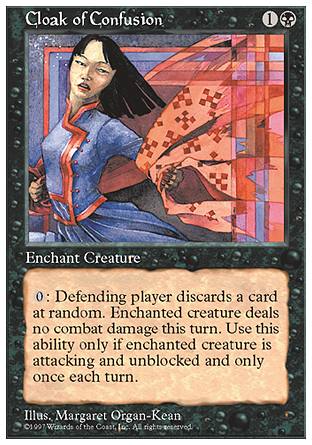 Cloak of Confusion 1
Enchant Creature
0: Defending player discards a card
at random. Enchanted creature deals
no combat damage this turn. Use this
ability only if enchanted creature is
attacking and unblocked and only
once each turn.
Illus. Margaret Organ-Kean
©1997 Wizards of the Coast, Inc. All rights reserved.